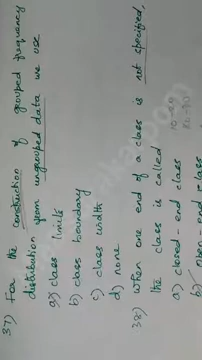 37) For the construction of grouped frequency
distribution from ungrouped data we use
a) class limits
b) class boundary
c) class width
d) none
38) When one end of a class is not specified,
the class is called
a) closed - end class
b) open - end class